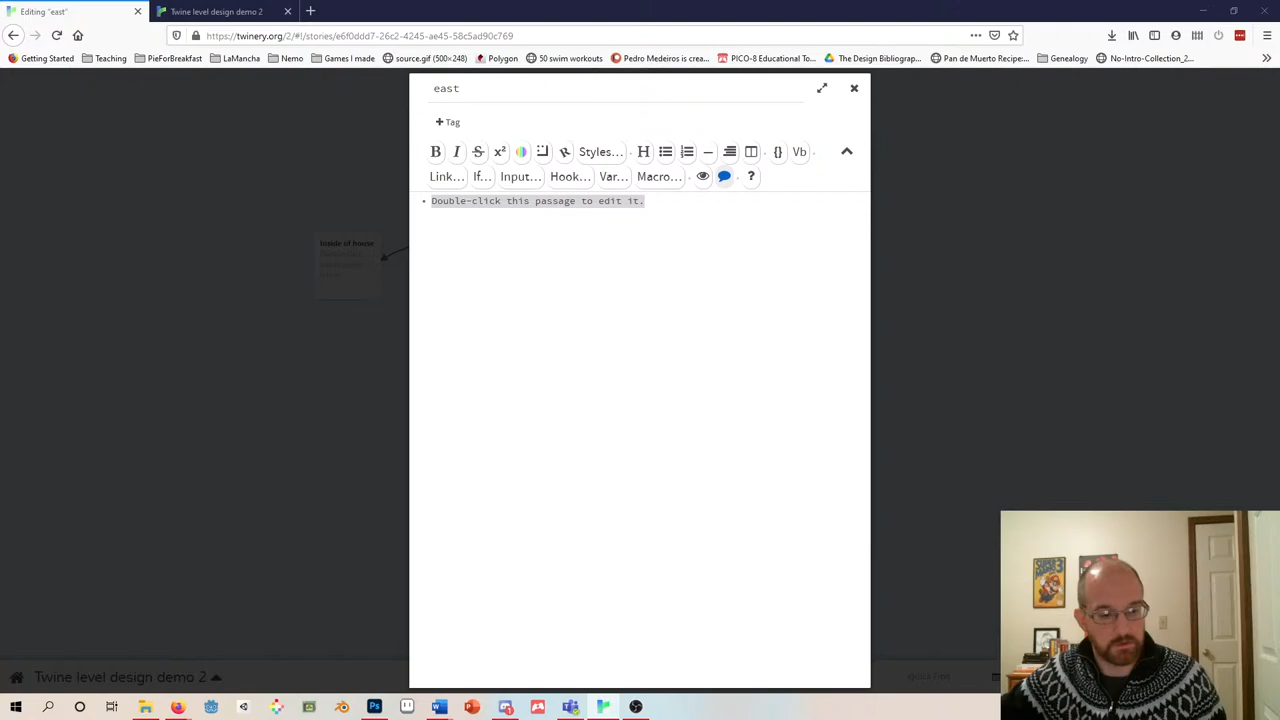 Editing "east"
Twine level design demo 2
https://twinery.org/2/#!/stories/e6f0ddd7-26c2-4245-ae45-58c5ad90c769
Getting Started
Teaching
PieForBreakfast
LaMancha
Nemo
Games I made
source.gif (500×248)
Polygon
50 swim workouts
Pedro Medeiros is crea...
PICO-8 Educational To...
The Design Bibliograp...
Pan de Muerto Recipe:...
Genealogy
No-Intro-Collection_2...
east
+ Tag
B I S x² Styles... H {} Vb
Link... If... Input... Hook... Var... Macro... ?
Double-click this passage to edit it.
Inside of house
Twine level design demo 2
Quick Find